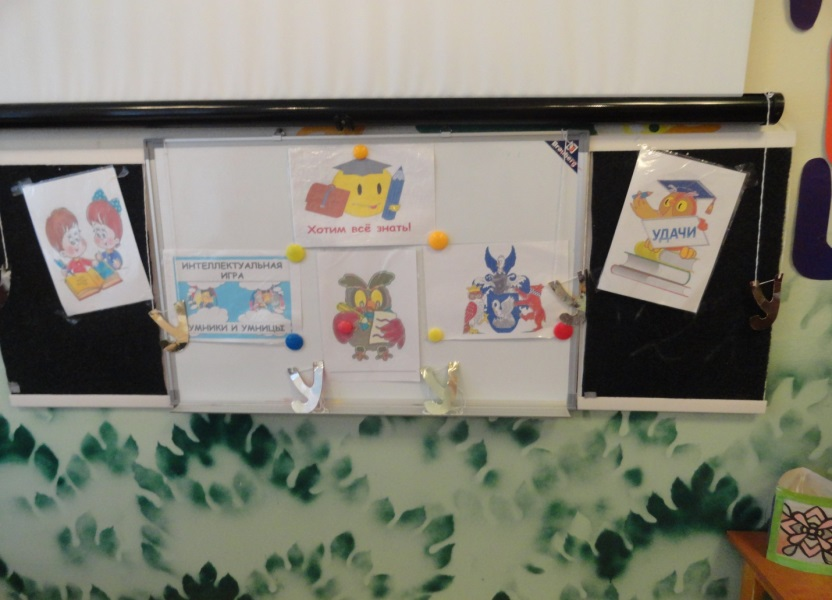 Хотим всё знать!
ИНТЕЛЛЕКТУАЛЬНАЯ
ИГРА
УМНИКИ И УМНИЦЫ
УДАЧИ
У
У
У
У